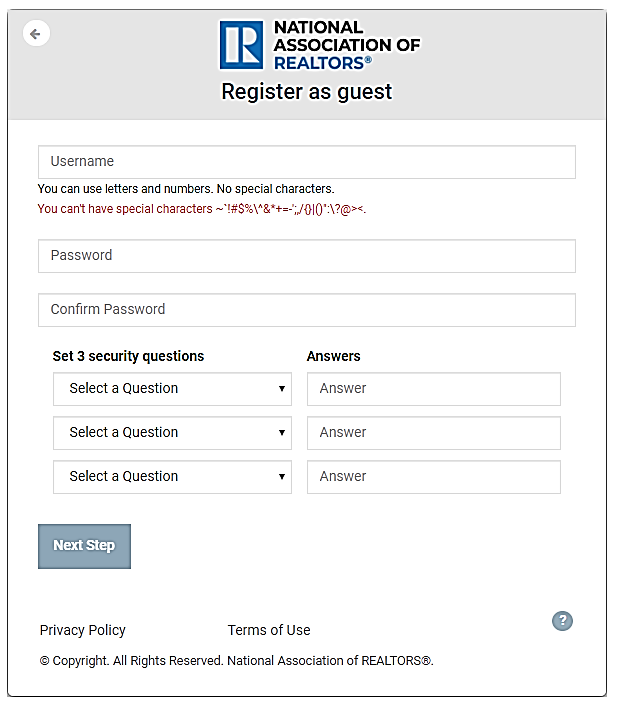 NATIONAL
ASSOCIATION OF
REALTORS®
Register as guest
Username
You can use letters and numbers. No special characters.
You can't have special characters ~`!#$%\^&*+=-';,/{}|()":\?@><.
Password
Confirm Password
Set 3 security questions Answers
Select a Question Answer
Select a Question Answer
Select a Question Answer
Next Step
?
Privacy Policy Terms of Use
© Copyright. All Rights Reserved. National Association of REALTORS®.